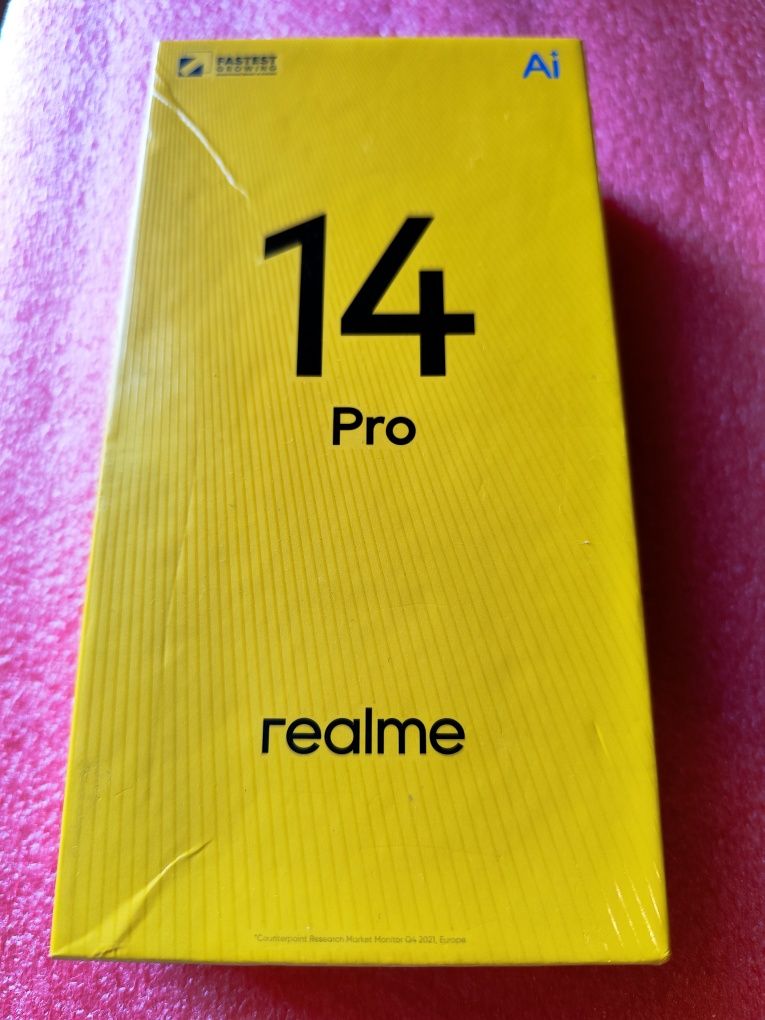 FASTEST
GROWING
Ai
14
Pro
realme
*Counterpoint Research Market Monitor Q4 2021, Europe